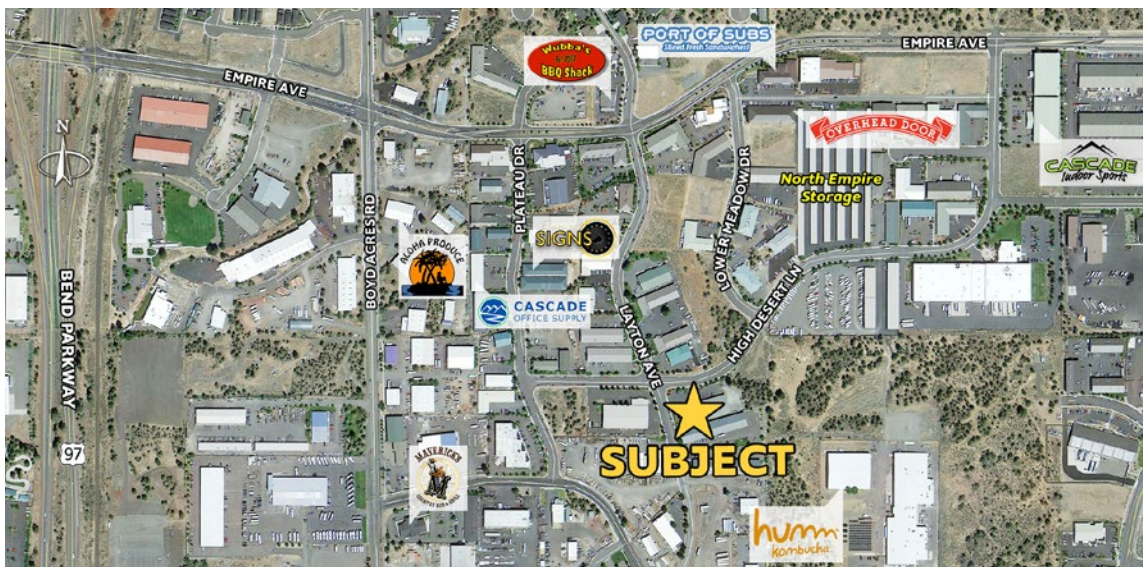 PORT OF SUBS
Sliced Fresh Sandwiches!
EMPIRE AVE
Wubba's
BBQ Shack
EMPIRE AVE
N
OVERHEAD DOOR
CASCADE
Indoor Sports
PLATEAU DR
LOWER MEADOW DR
North Empire
Storage
BOYD ACRES RD
ALOHA PRODUCE
SIGNS
BEND PARKWAY
97
CASCADE
OFFICE SUPPLY
LAYTON AVE
HIGH DESERT LN
SUBJECT
MAVERICKS
humm
kombucha